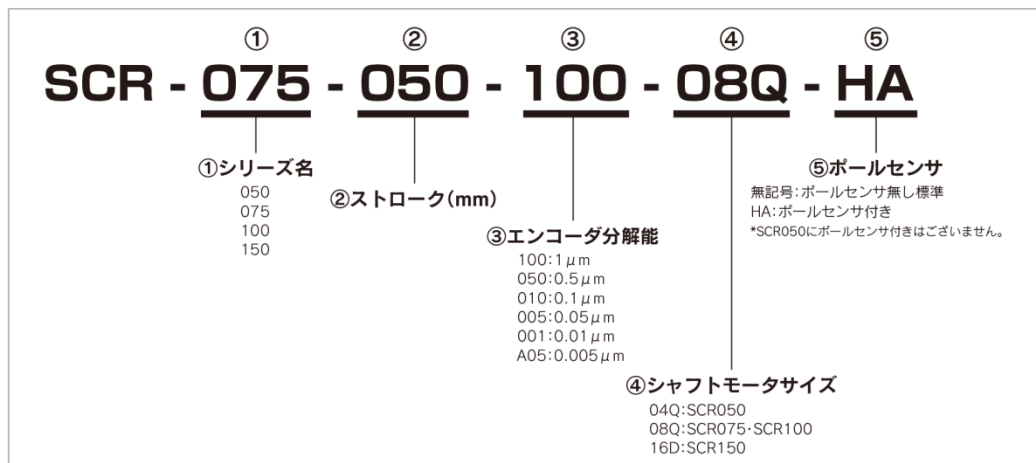 ① ② ③ ④ ⑤
SCR - 075 - 050 - 100 - 08Q - HA
①シリーズ名
050
075
100
150
②ストローク(mm)
③エンコーダ分解能
100:1μm
050:0.5μm
010:0.1μm
005:0.05μm
001:0.01μm
A05:0.005μm
④シャフトモータサイズ
04Q:SCR050
08Q:SCR075・SCR100
16D:SCR150
⑤ポールセンサ
無記号:ポールセンサ無し標準
HA:ポールセンサ付き
*SCR050にポールセンサ付きはございません。